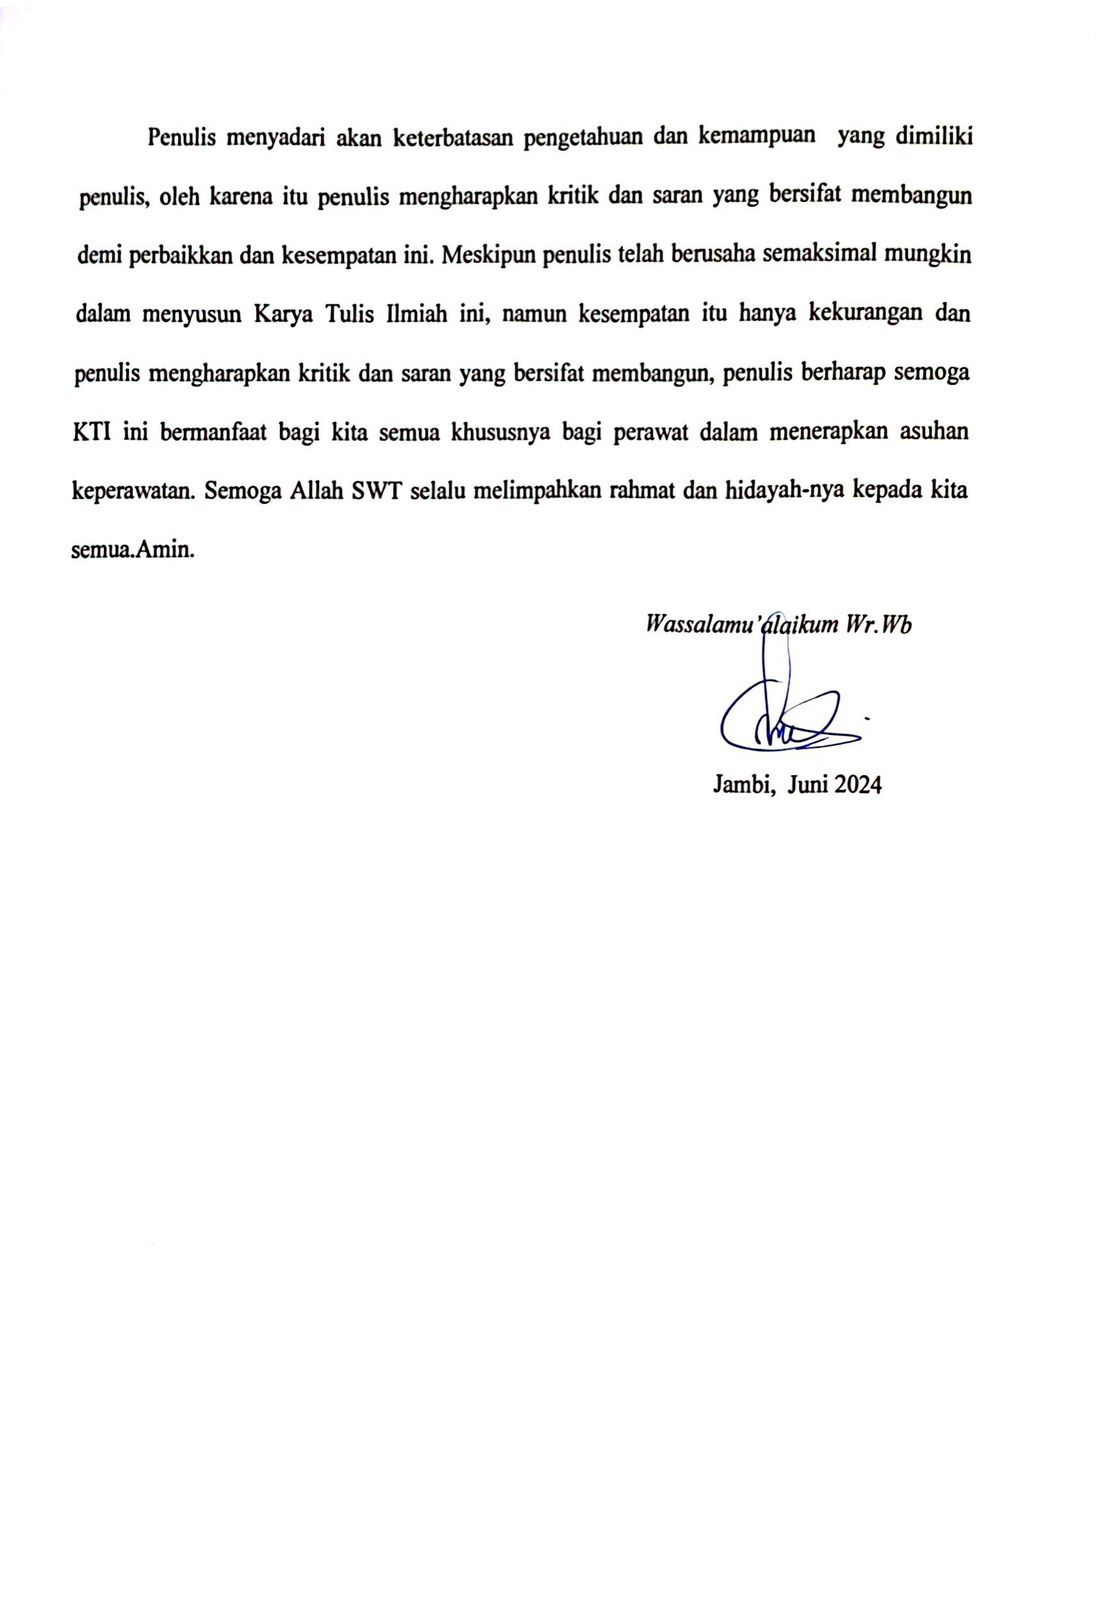 Penulis menyadari akan keterbatasan pengetahuan dan kemampuan yang dimiliki
penulis, oleh karena itu penulis mengharapkan kritik dan saran yang bersifat membangun
demi perbaikkan dan kesempatan ini. Meskipun penulis telah berusaha semaksimal mungkin
dalam menyusun Karya Tulis Ilmiah ini, namun kesempatan itu hanya kekurangan dan
penulis mengharapkan kritik dan saran yang bersifat membangun, penulis berharap semoga
KTI ini bermanfaat bagi kita semua khususnya bagi perawat dalam menerapkan asuhan
keperawatan. Semoga Allah SWT selalu melimpahkan rahmat dan hidayah-nya kepada kita
semua.Amin.
Wassalamu’alaikum Wr.Wb
Jambi, Juni 2024